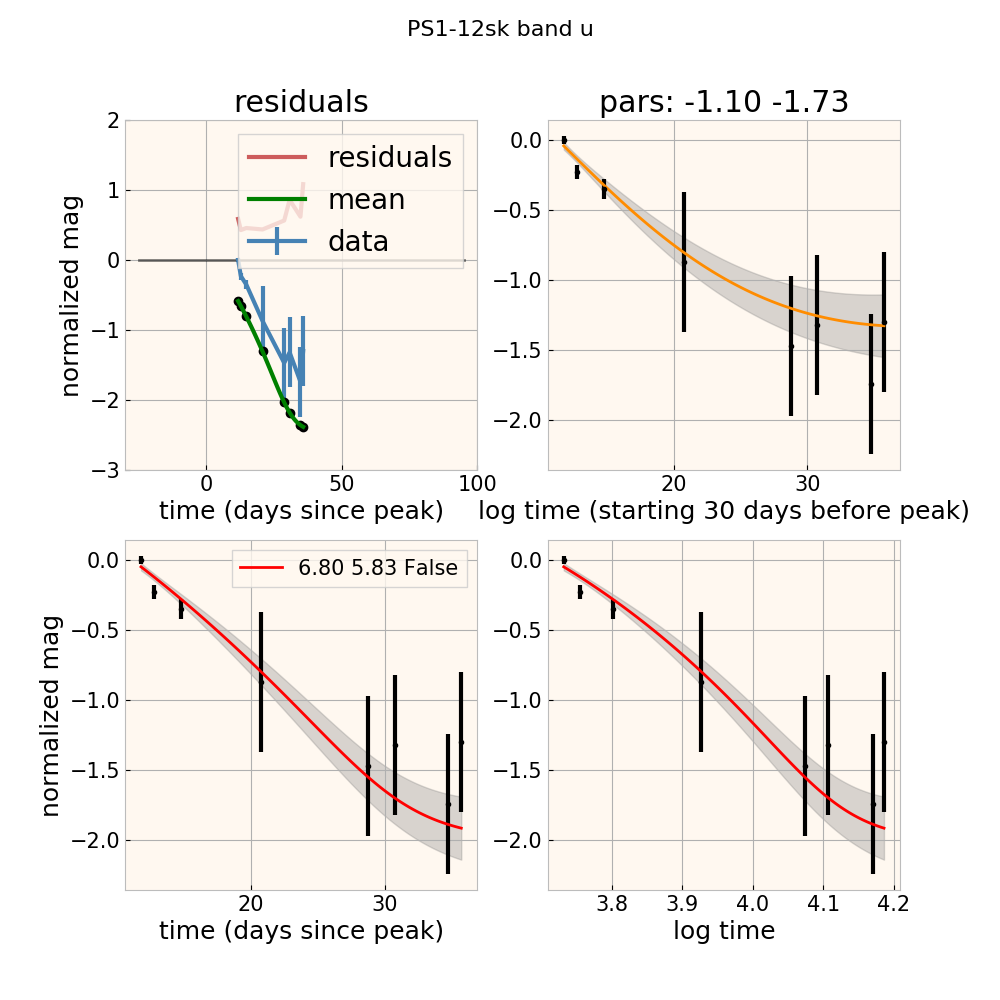 PS1-12sk band u
residuals
pars: -1.10 -1.73
normalized mag
2
1
0
−1
−2
−3
residuals
mean
data
0
50
100
time (days since peak)
0.0
−0.5
−1.0
−1.5
−2.0
20
30
log time (starting 30 days before peak)
normalized mag
0.0
−0.5
−1.0
−1.5
−2.0
6.80 5.83 False
20
30
time (days since peak)
0.0
−0.5
−1.0
−1.5
−2.0
3.8
3.9
4.0
4.1
4.2
log time